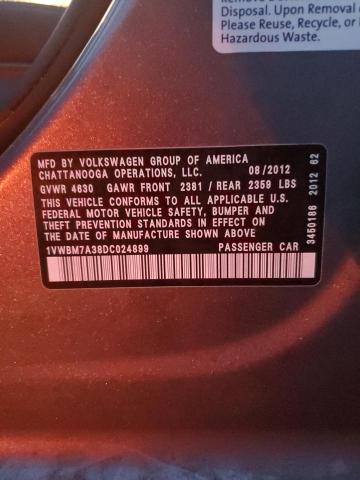 Disposal. Upon Removal
Please Reuse, Recycle, or
Hazardous Waste.
MFD BY VOLKSWAGEN GROUP OF AMERICA
CHATTANOOGA OPERATIONS, LLC. 08/2012
GVWR 4630 GAWR FRONT 2381 / REAR 2359 LBS
THIS VEHICLE CONFORMS TO ALL APPLICABLE U.S.
FEDERAL MOTOR VEHICLE SAFETY, BUMPER AND
THEFT PREVENTION STANDARDS IN EFFECT ON
THE DATE OF MANUFACTURE SHOWN ABOVE
1VWBM7A38DC024899 PASSENGER CAR
3450186 2012 62